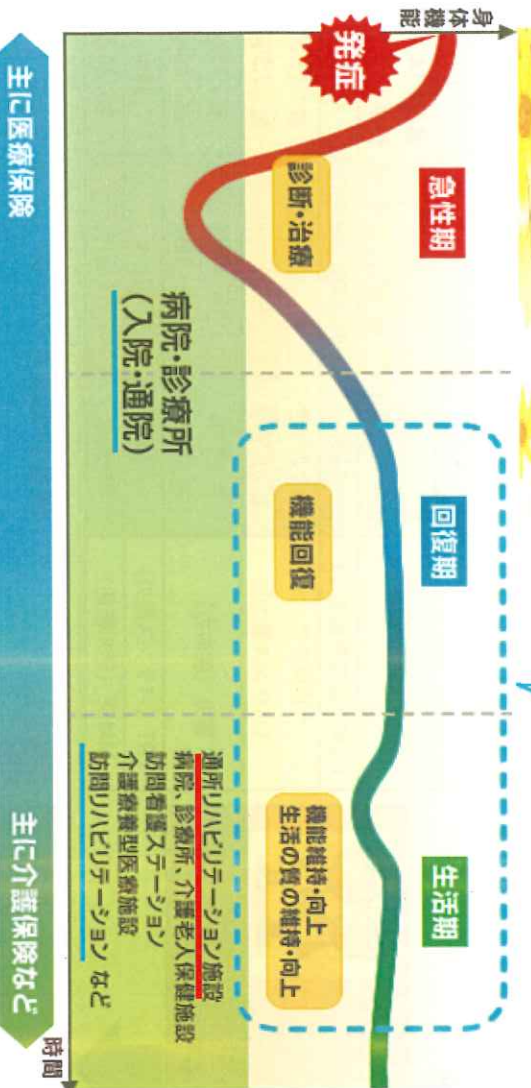 身体機能
発症
急性期
回復期
生活期
診断・治療
機能回復
機能維持・向上
生活の質の維持・向上
病院・診療所
(入院・通院)
通所リハビリテーション施設
病院、診療所、介護老人保健施設
訪問看護ステーション
介護療養型医療施設
訪問リハビリテーション など
時間
主に医療保険
主に介護保険など